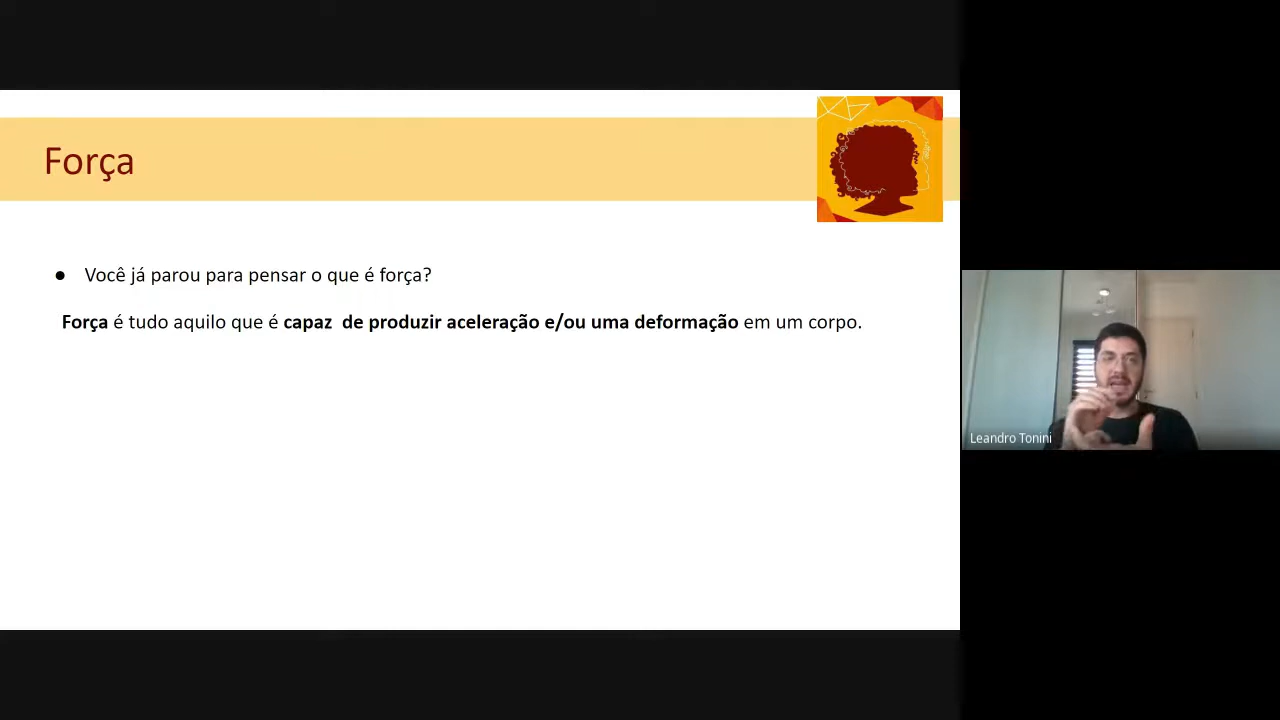 Força
● Você já parou para pensar o que é força?
Força é tudo aquilo que é capaz  de produzir aceleração e/ou uma deformação em um corpo.
Leandro Tonini